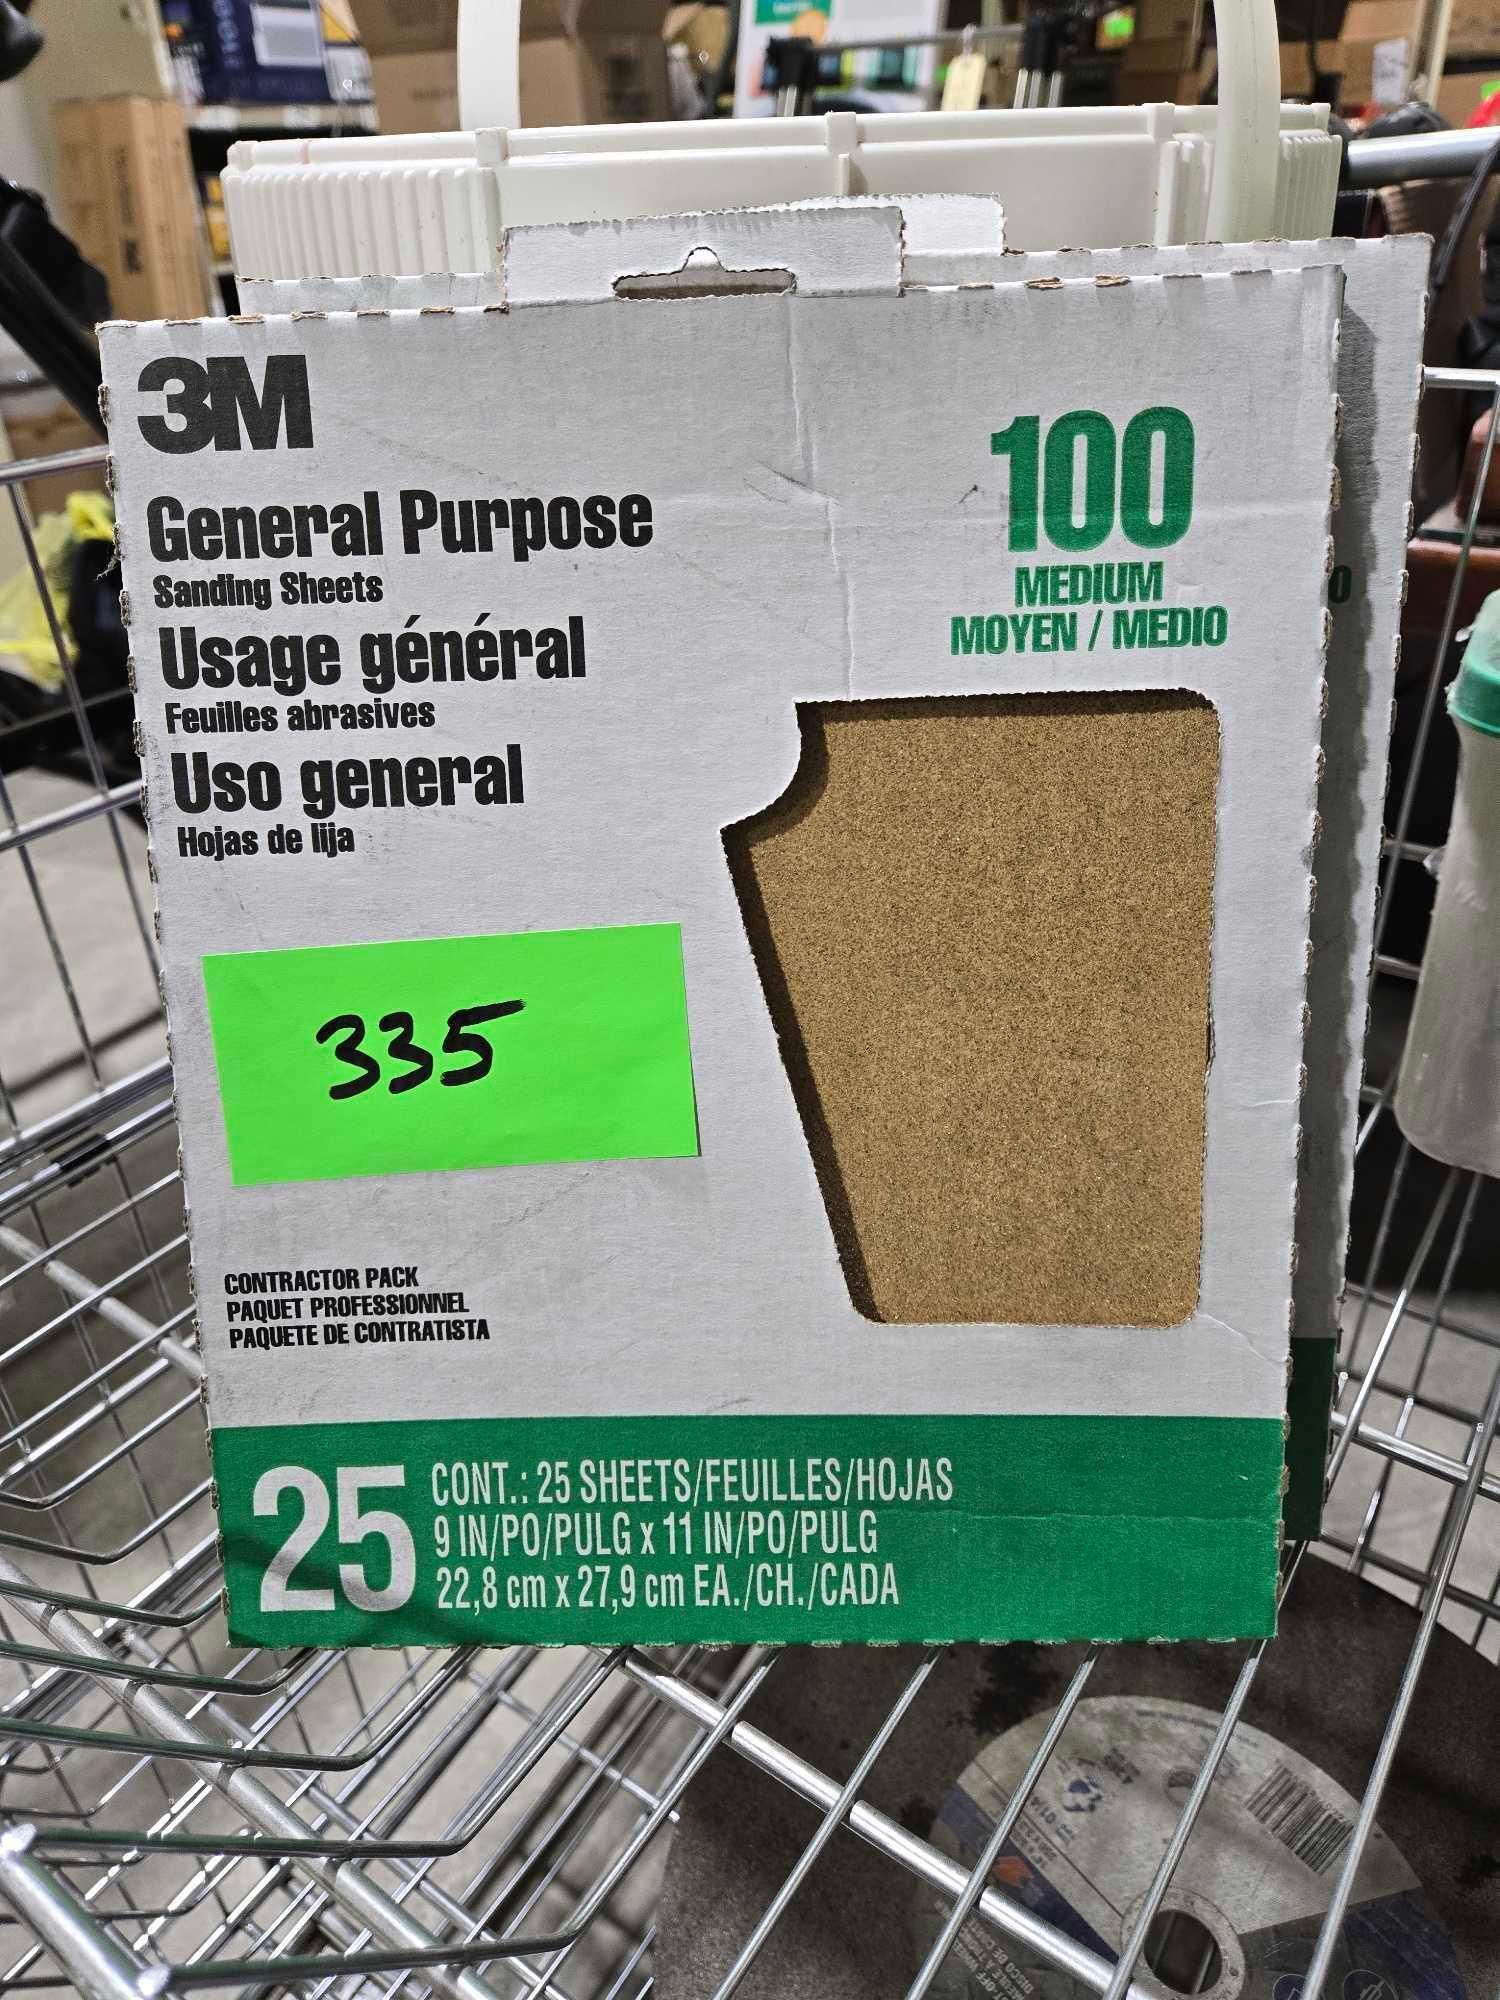 3M
General Purpose
Sanding Sheets
Usage général
Feuilles abrasives
Uso general
Hojas de lija
100
MEDIUM
MOYEN / MEDIO
335
CONTRACTOR PACK
PAQUET PROFESSIONNEL
PAQUETE DE CONTRATISTA
25
CONT.: 25 SHEETS/FEUILLES/HOJAS
9 IN/PO/PULG x 11 IN/PO/PULG
22,8 cm x 27,9 cm EA./CH./CADA